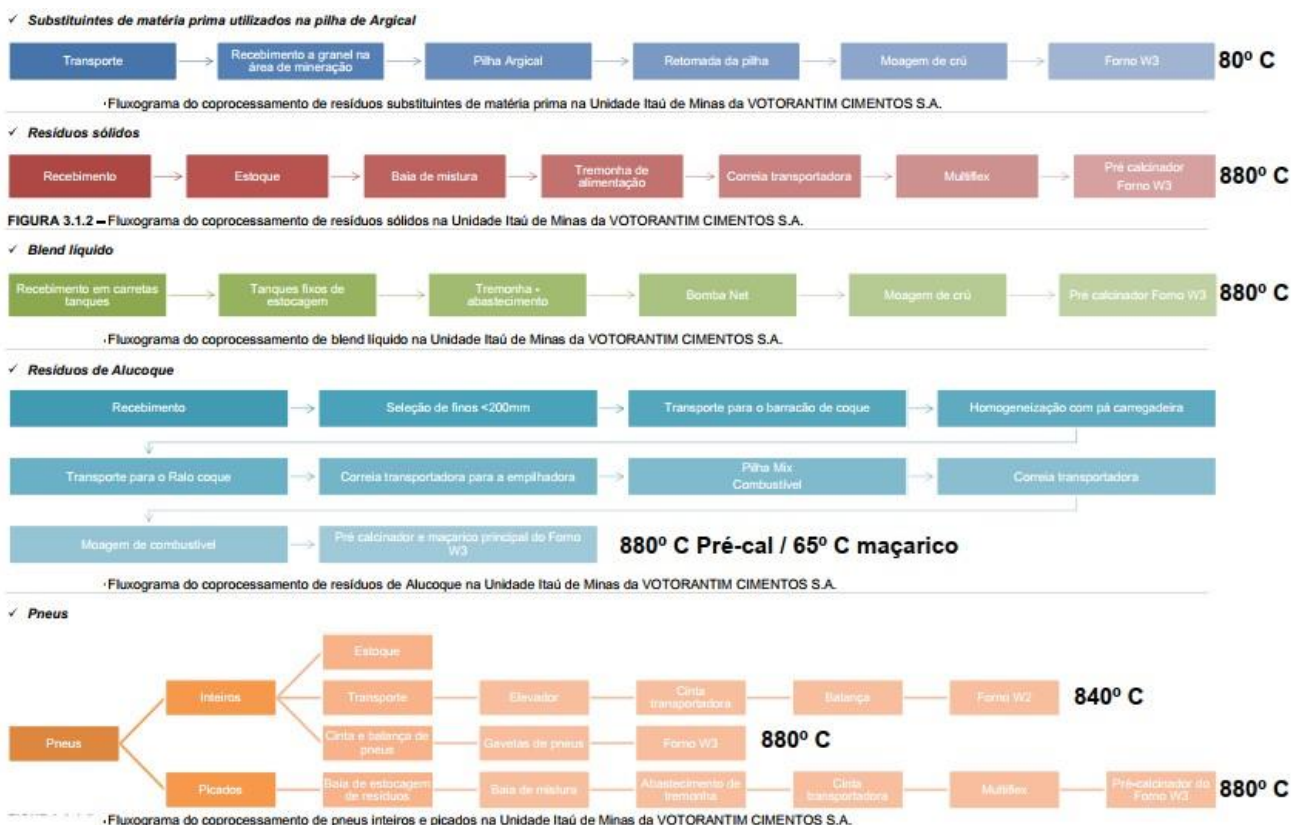 ✓ Substituintes de matéria prima utilizados na pilha de Argical
Transporte
Recebimento a granel na
área de mineração
Pilha Argical
Retomada da pilha
Moagem de crú
Forno W3
80º C
Fluxograma do coprocessamento de resíduos substituintes de matéria prima na Unidade Itaú de Minas da VOTORANTIM CIMENTOS S.A.
✓ Resíduos sólidos
Recebimento
Estoque
Baia de mistura
Tremonha de
alimentação
Correia transportadora
Multiflex
Pré calcinador
Forno W3
880º C
FIGURA 3.1.2 – Fluxograma do coprocessamento de resíduos sólidos na Unidade Itaú de Minas da VOTORANTIM CIMENTOS S.A.
✓ Blend líquido
Recebimento em carretas
tanques
Tanques fixos de
estocagem
Tremonha -
abastecimento
Bomba Net
Moagem de crú
Pré calcinador Forno W3
880º C
Fluxograma do coprocessamento de blend líquido na Unidade Itaú de Minas da VOTORANTIM CIMENTOS S.A.
✓ Resíduos de Alucoque
Recebimento
Seleção de finos <200mm
Transporte para o barracão de coque
Homogeneização com pá carregadeira
Transporte para o Ralo coque
Correia transportadora para a empilhadora
Pilha Mix
Combustível
Correia transportadora
Moagem de combustível
Pré calcinador e maçarico principal do Forno
W3
880º C Pré-cal / 65º C maçarico
Fluxograma do coprocessamento de resíduos de Alucoque na Unidade Itaú de Minas da VOTORANTIM CIMENTOS S.A.
✓ Pneus
Pneus
Inteiros
Estoque
Transporte
Elevador
Cinta
transportadora
Balança
Forno W2
840º C
Cinta e balança de
pneus
Gavetas de pneus
Forno W3
880º C
Picados
Baia de estocagem
de resíduos
Baia de mistura
Abastecimento de
tremonha
Cinta
transportadora
Multiflex
Pré-calcinador do
Forno W3
880º C
Fluxograma do coprocessamento de pneus inteiros e picados na Unidade Itaú de Minas da VOTORANTIM CIMENTOS S.A.